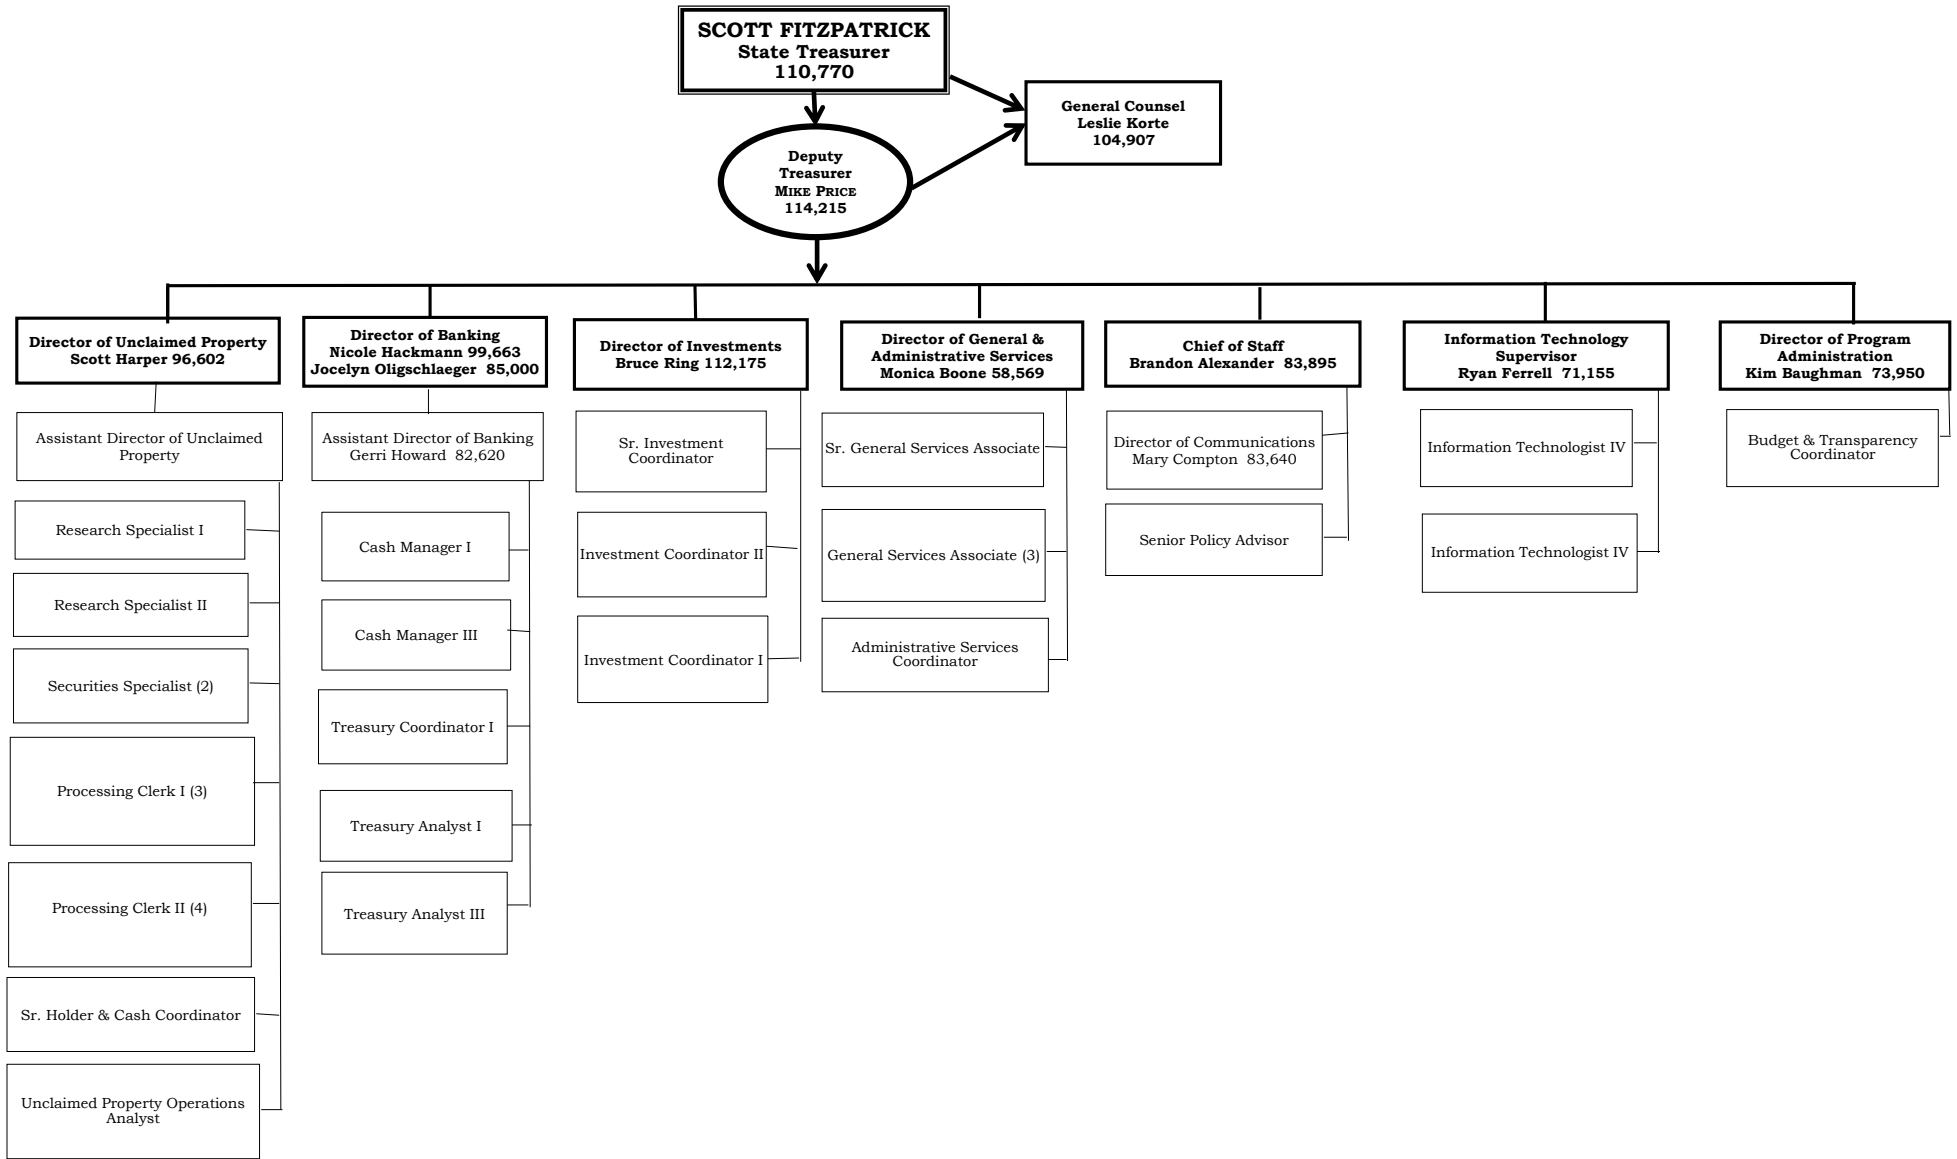 SCOTT FITZPATRICK
State Treasurer
110,770
General Counsel
Leslie Korte
104,907
Deputy
Treasurer
MIKE PRICE
114,215
Director of Unclaimed Property
Scott Harper 96,602
Director of Banking
Nicole Hackmann 99,663
Jocelyn Oligschlaeger 85,000
Director of Investments
Bruce Ring 112,175
Director of General &
Administrative Services
Monica Boone 58,569
Chief of Staff
Brandon Alexander 83,895
Information Technology
Supervisor
Ryan Ferrell 71,155
Director of Program
Administration
Kim Baughman 73,950
Assistant Director of Unclaimed
Property
Research Specialist I
Research Specialist II
Securities Specialist (2)
Processing Clerk I (3)
Processing Clerk II (4)
Sr. Holder & Cash Coordinator
Unclaimed Property Operations
Analyst
Assistant Director of Banking
Gerri Howard 82,620
Cash Manager I
Cash Manager III
Treasury Coordinator I
Treasury Analyst I
Treasury Analyst III
Sr. Investment
Coordinator
Investment Coordinator II
Investment Coordinator I
Sr. General Services Associate
General Services Associate (3)
Administrative Services
Coordinator
Director of Communications
Mary Compton 83,640
Senior Policy Advisor
Information Technologist IV
Information Technologist IV
Budget & Transparency
Coordinator